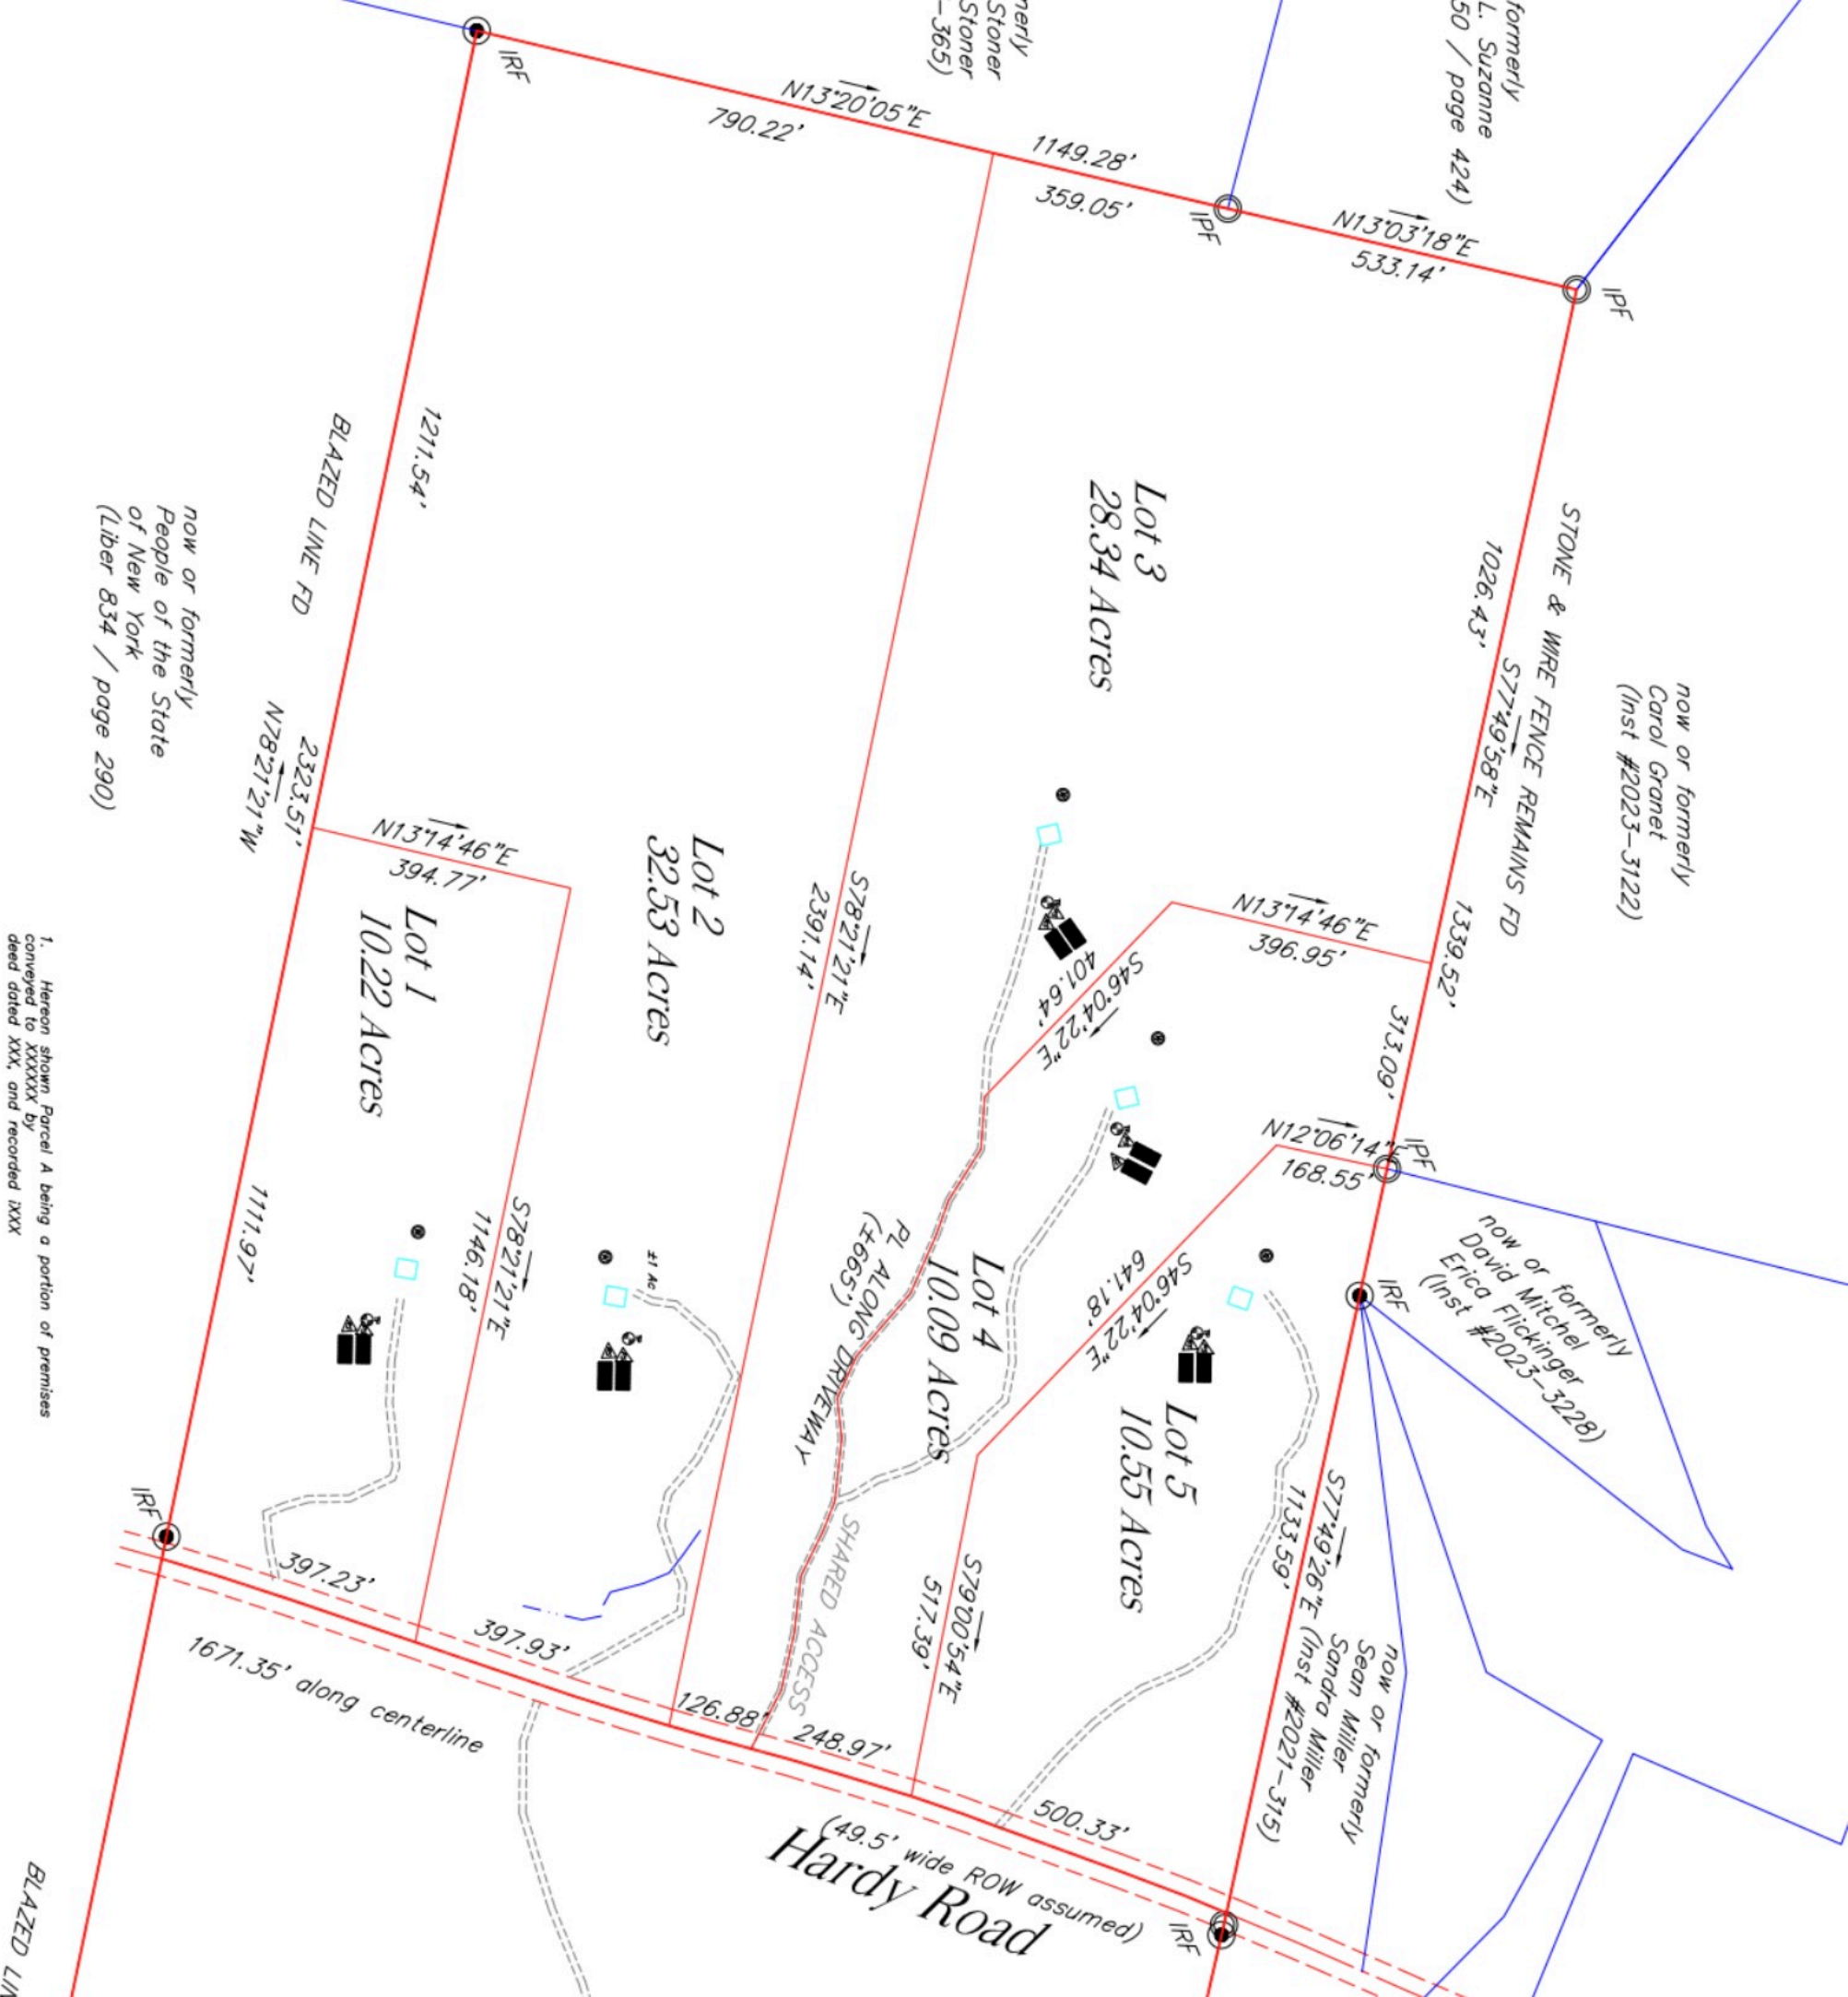 formerly
L. Suzanne
50 / page 424)
nerly
Stoner
Stoner
-365)
IRF
N13°20'05"E
790.22'
1149.28'
359.05'
IPF
N13°03'18"E
533.14'
IPF
STONE & WIRE FENCE REMAINS FD
1026.43'
S77°49'58"E
1339.52'
313.09'
now or formerly
Carol Granet
(Inst #2023-3122)
BLAZED LINE FD
1211.54'
now or formerly
People of the State
of New York
(Liber 834 / page 290)
2323.51'
N78°21'21"W
Lot 3
28.34 Acres
N13°14'46"E
394.77'
Lot 2
32.53 Acres
S78°21'21"E
2391.14'
N13°14'46"E
396.95'
S46°04'22"E
401.64'
Lot 1
10.22 Acres
IPF
N12°06'14"E
168.55'
now or formerly
David Mitchel
Erica Flickinger
(Inst #2023-3228)
IRF
S46°04'22"E
641.18'
PL ALONG DRIVEWAY
(±665')
Lot 4
10.09 Acres
Lot 5
10.55 Acres
±1 Ac
S78°21'21"E
1146.18'
1111.97'
S77°49'26"E
1133.59'
now or formerly
Sean Miller
Sandra Miller
(Inst #2021-315)
S79°00'54"E
517.39'
SHARED ACCESS
IRF
397.23'
397.93'
126.88'
248.97'
500.33'
1671.35' along centerline
(49.5' wide ROW assumed)
Hardy Road
IRF
BLAZED LIN
1. Hereon shown Parcel A being a portion of premises
conveyed to XXXXXX by
deed dated XXX, and recorded iXXX